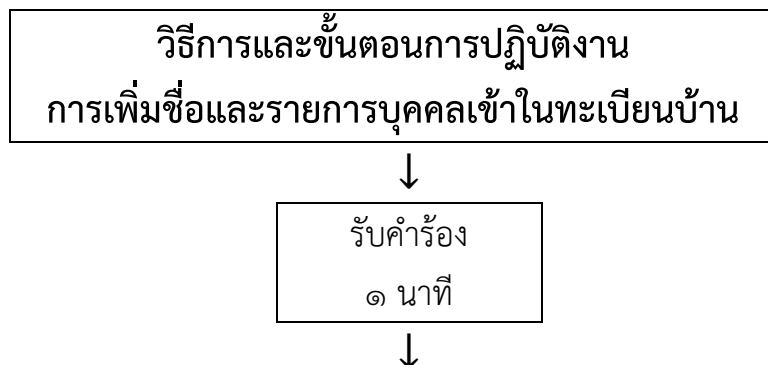 วิธีการและขั้นตอนการปฏิบัติงาน
การเพิ่มชื่อและรายการบุคคลเข้าในทะเบียนบ้าน
รับคำร้อง
๑ นาที